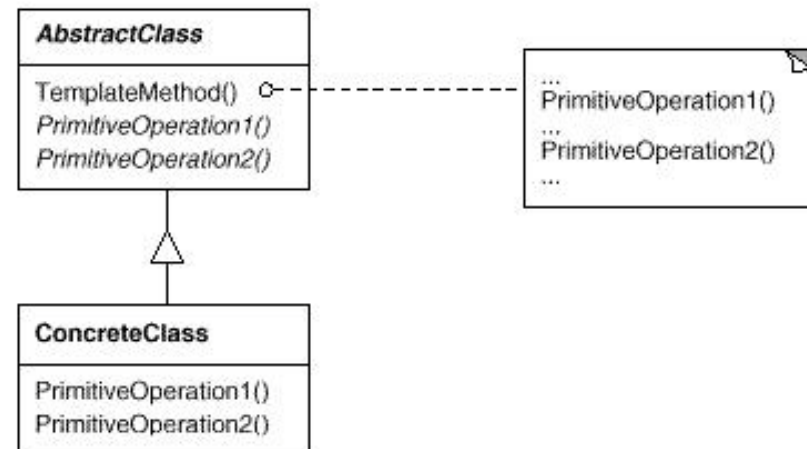 AbstractClass
TemplateMethod()
PrimitiveOperation1()
PrimitiveOperation2()
...
PrimitiveOperation1()
...
PrimitiveOperation2()
...
ConcreteClass
PrimitiveOperation1()
PrimitiveOperation2()